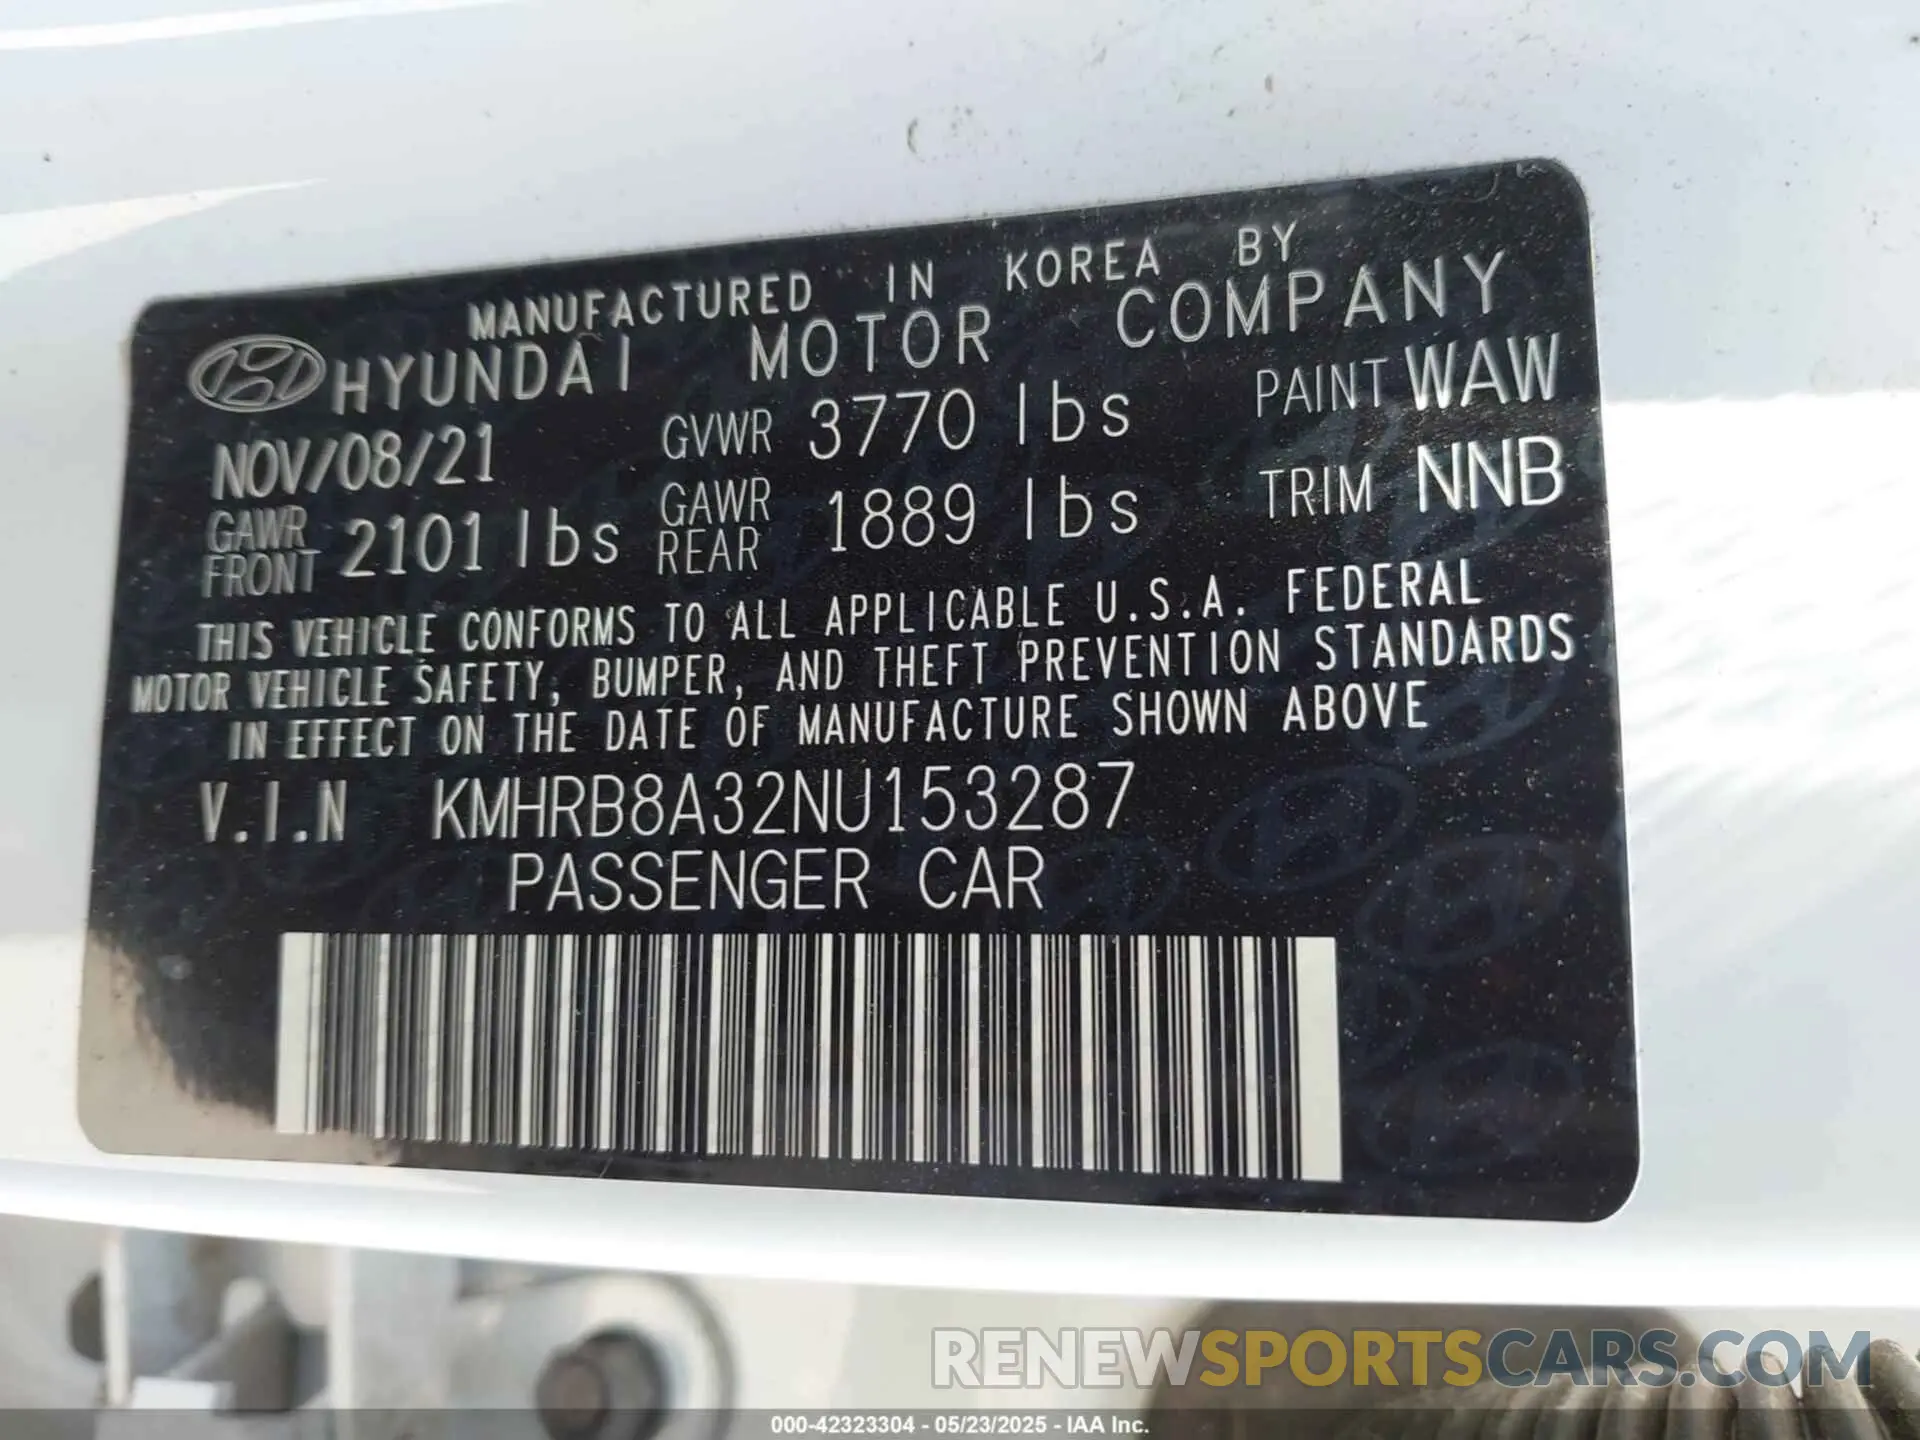 MANUFACTURED IN KOREA BY
HYUNDAI MOTOR COMPANY
NOV/08/21 GVWR 3770 lbs PAINT WAW
GAWR FRONT 2101 lbs GAWR REAR 1889 lbs TRIM NNB
THIS VEHICLE CONFORMS TO ALL APPLICABLE U.S.A. FEDERAL
MOTOR VEHICLE SAFETY, BUMPER, AND THEFT PREVENTION STANDARDS
IN EFFECT ON THE DATE OF MANUFACTURE SHOWN ABOVE
V.I.N KMHRB8A32NU153287
PASSENGER CAR
RENEWSPORTSCARS.COM
000-42323304 - 05/23/2025 - IAA Inc.